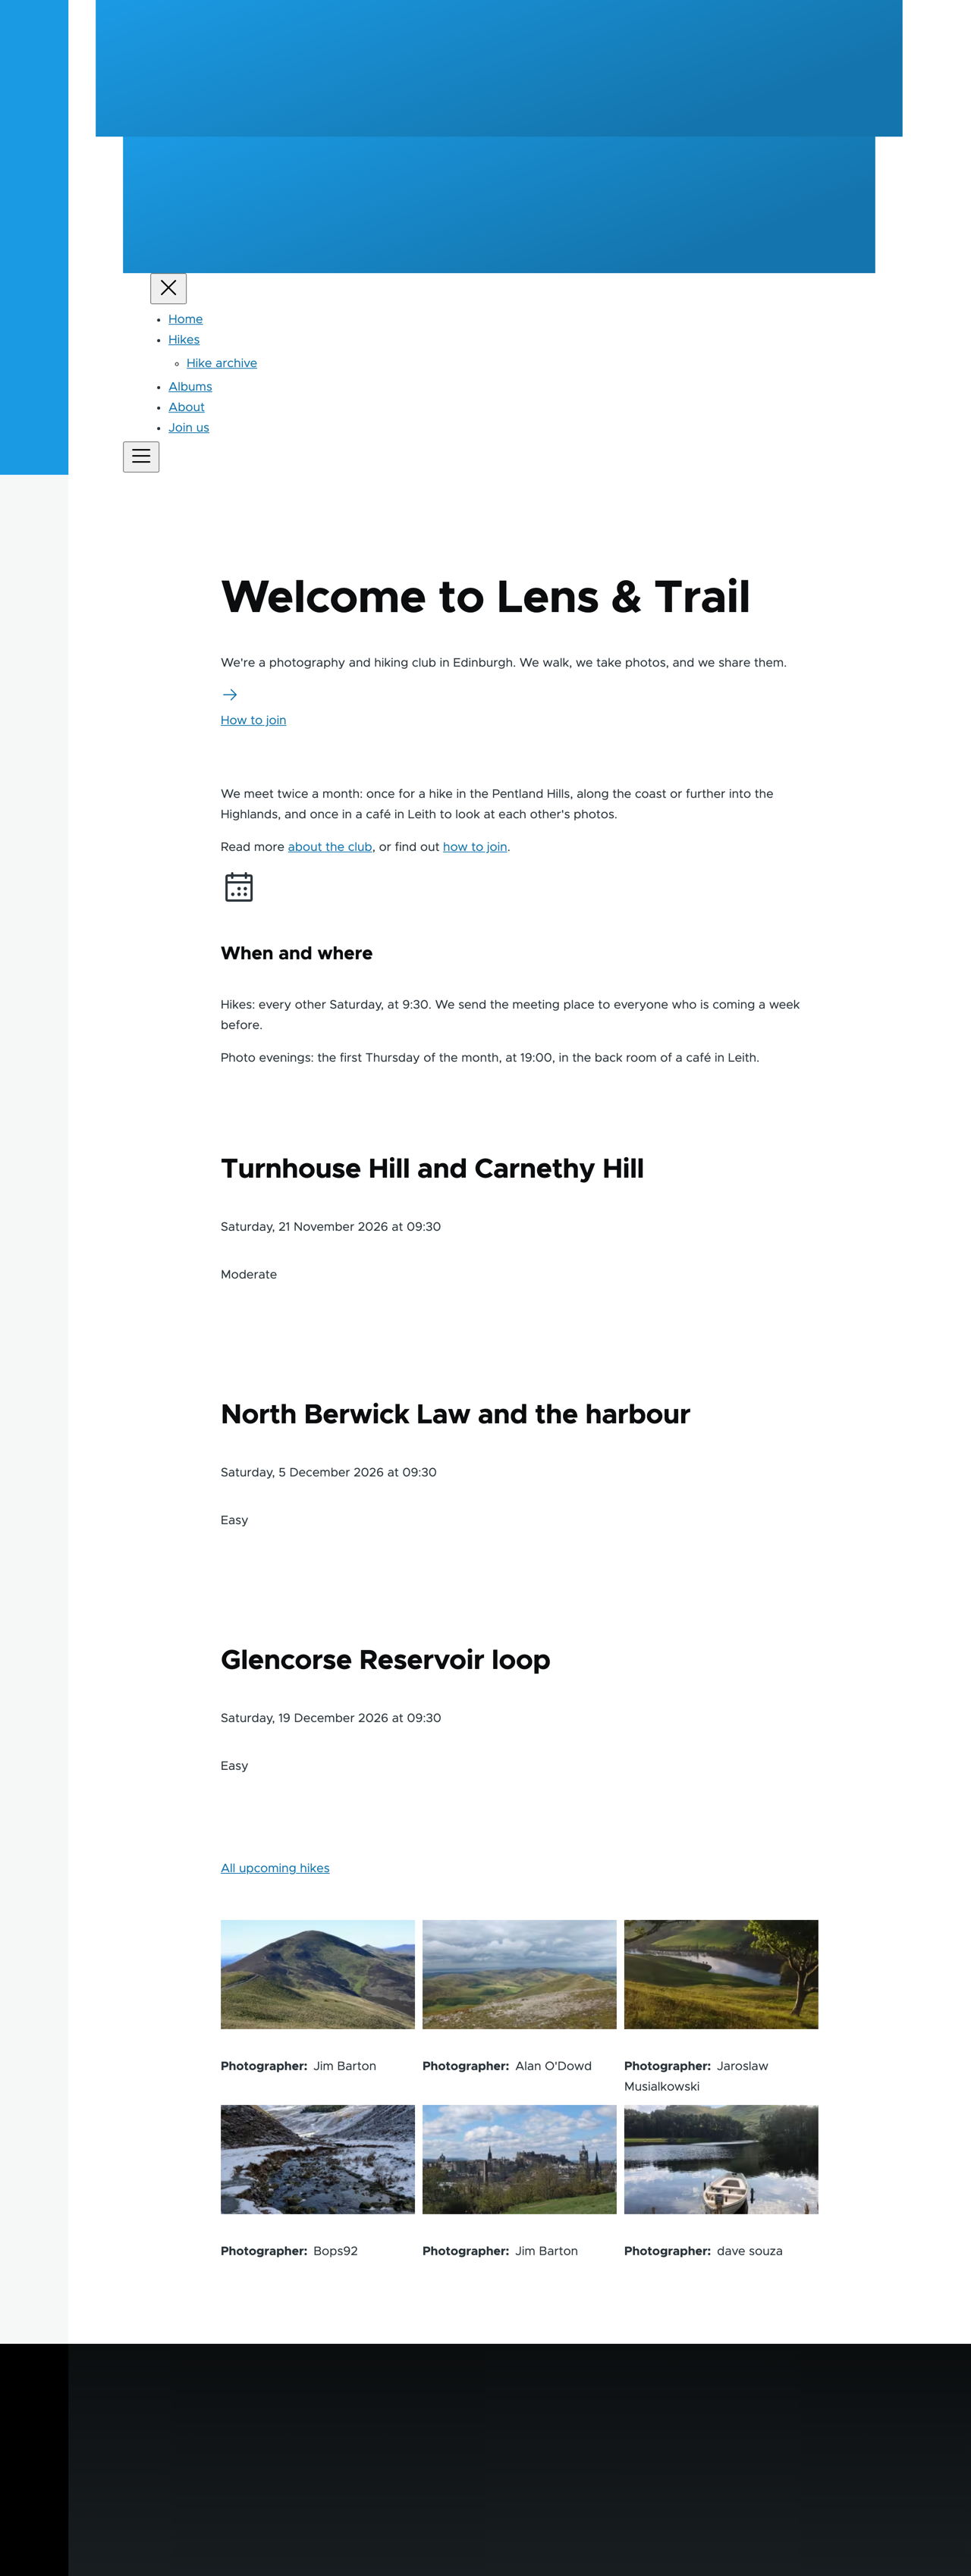 Home
Hikes
Hike archive
Albums
About
Join us
Welcome to Lens & Trail
We're a photography and hiking club in Edinburgh. We walk, we take photos, and we share them.
How to join
We meet twice a month: once for a hike in the Pentland Hills, along the coast or further into the
Highlands, and once in a café in Leith to look at each other's photos.
Read more about the club, or find out how to join.
When and where
Hikes: every other Saturday, at 9:30. We send the meeting place to everyone who is coming a week
before.
Photo evenings: the first Thursday of the month, at 19:00, in the back room of a café in Leith.
Turnhouse Hill and Carnethy Hill
Saturday, 21 November 2026 at 09:30
Moderate
North Berwick Law and the harbour
Saturday, 5 December 2026 at 09:30
Easy
Glencorse Reservoir loop
Saturday, 19 December 2026 at 09:30
Easy
All upcoming hikes
Photographer: Jim Barton
Photographer: Alan O'Dowd
Photographer: Jaroslaw
Musialkowski
Photographer: Bops92
Photographer: Jim Barton
Photographer: dave souza